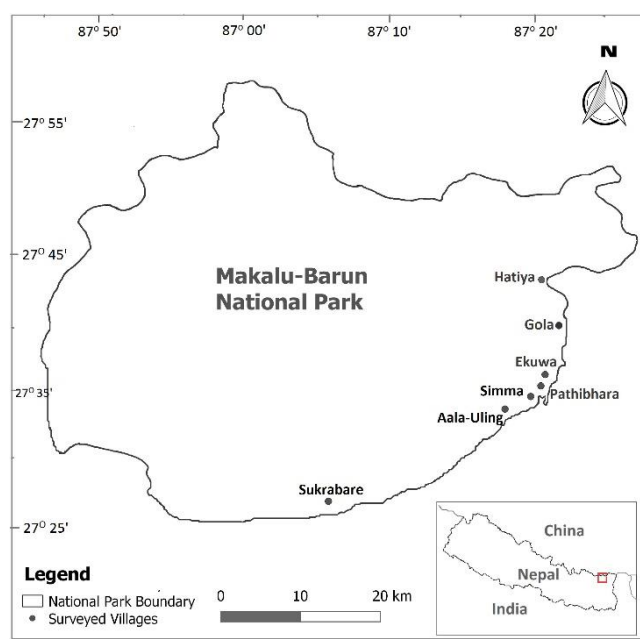 87° 50' 87° 00' 87° 10' 87° 20'
N
27° 55'
27° 45'
27° 35'
27° 25'
Makalu-Barun
National Park
Hatiya
Gola
Ekuwa
Simma
Pathibhara
Aala-Uling
Sukrabare
China
Nepal
India
Legend
National Park Boundary
Surveyed Villages
0 10 20 km